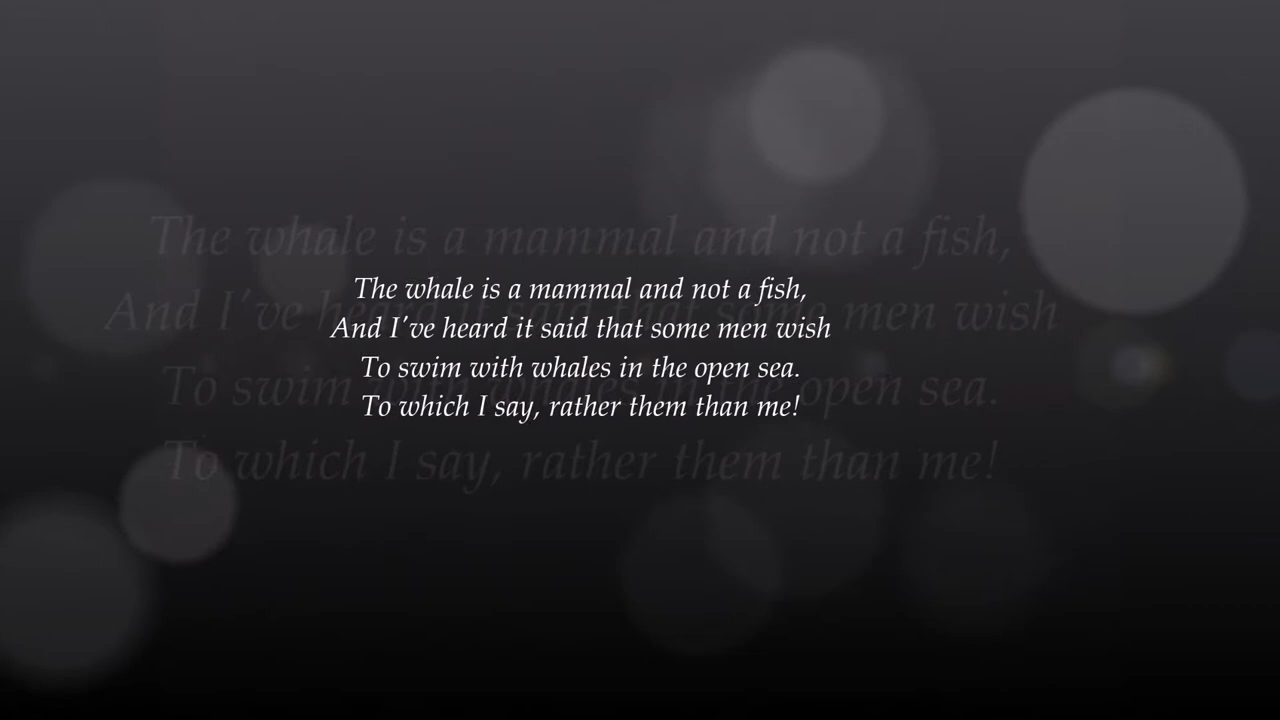 The whale is a mammal and not a fish,
And I've heard it said that some men wish
To swim with whales in the open sea.
To which I say, rather them than me!